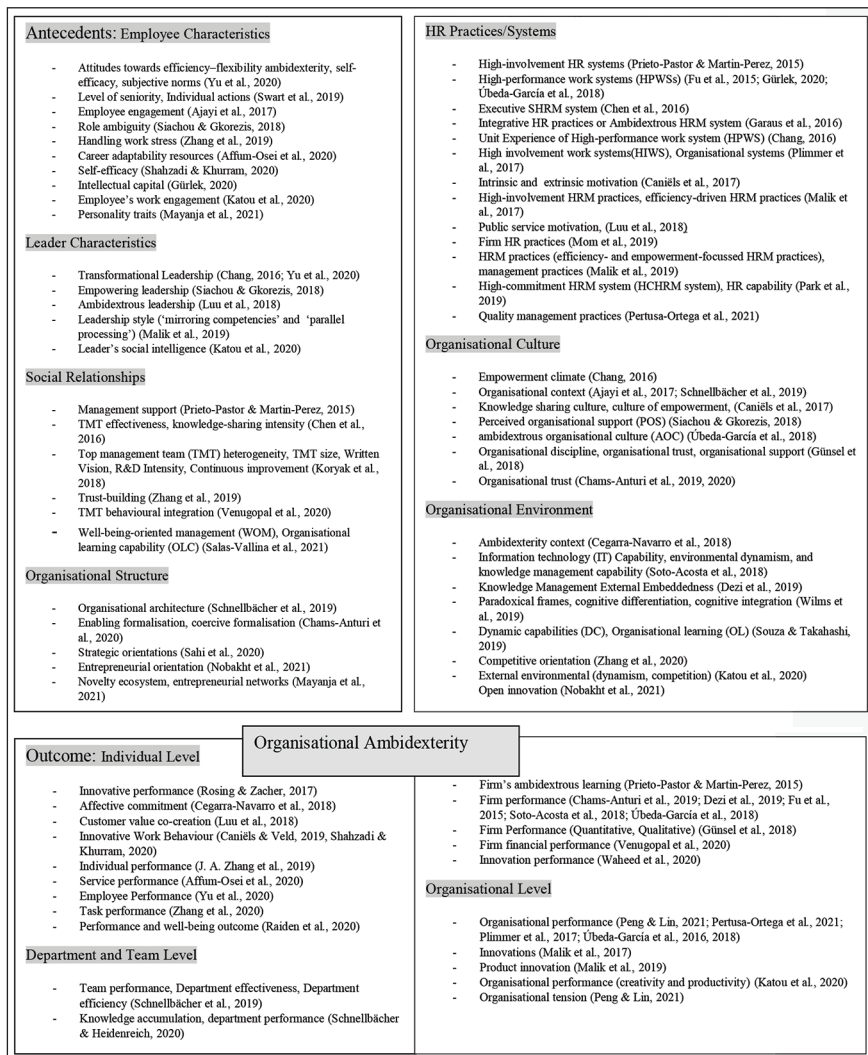 Antecedents: Employee Characteristics
- Attitudes towards efficiency–flexibility ambidexterity, self-
efficacy, subjective norms (Yu et al., 2020)
- Level of seniority, Individual actions (Swart et al., 2019)
- Employee engagement (Ajayi et al., 2017)
- Role ambiguity (Siachou & Gkorezis, 2018)
- Handling work stress (Zhang et al., 2019)
- Career adaptability resources (Affum-Osei et al., 2020)
- Self-efficacy (Shahzadi & Khurram, 2020)
- Intellectual capital (Gürlek, 2020)
- Employee's work engagement (Katou et al., 2020)
- Personality traits (Mayanja et al., 2021)
Leader Characteristics
- Transformational Leadership (Chang, 2016; Yu et al., 2020)
- Empowering leadership (Siachou & Gkorezis, 2018)
- Ambidextrous leadership (Luu et al., 2018)
- Leadership style ('mirroring competencies' and 'parallel
processing') (Malik et al., 2019)
- Leader's social intelligence (Katou et al., 2020)
Social Relationships
- Management support (Prieto-Pastor & Martin-Perez, 2015)
- TMT effectiveness, knowledge-sharing intensity (Chen et al.,
2016)
- Top management team (TMT) heterogeneity, TMT size, Written
Vision, R&D Intensity, Continuous improvement (Koryak et al.,
2018)
- Trust-building (Zhang et al., 2019)
- TMT behavioural integration (Venugopal et al., 2020)
- Well-being-oriented management (WOM), Organisational
learning capability (OLC) (Salas-Vallina et al., 2021)
Organisational Structure
- Organisational architecture (Schnellbächer et al., 2019)
- Enabling formalisation, coercive formalisation (Chams-Anturi et
al., 2020)
- Strategic orientations (Sahi et al., 2020)
- Entrepreneurial orientation (Nobakht et al., 2021)
- Novelty ecosystem, entrepreneurial networks (Mayanja et al.,
2021)
HR Practices/Systems
- High-involvement HR systems (Prieto-Pastor & Martin-Perez, 2015)
- High-performance work systems (HPWSs) (Fu et al., 2015; Gürlek, 2020;
Úbeda-García et al., 2018)
- Executive SHRM system (Chen et al., 2016)
- Integrative HR practices or Ambidextrous HRM system (Garaus et al., 2016)
- Unit Experience of High-performance work system (HPWS) (Chang, 2016)
- High involvement work systems(HIWS), Organisational systems (Plimmer
et al., 2017)
- Intrinsic and extrinsic motivation (Caniëls et al., 2017)
- High-involvement HRM practices, efficiency-driven HRM practices (Malik et
al., 2017)
- Public service motivation, (Luu et al., 2018)
- Firm HR practices (Mom et al., 2019)
- HRM practices (efficiency- and empowerment-focussed HRM practices),
management practices (Malik et al., 2019)
- High-commitment HRM system (HCHRM system), HR capability (Park et al.,
2019)
- Quality management practices (Pertusa-Ortega et al., 2021)
Organisational Culture
- Empowerment climate (Chang, 2016)
- Organisational context (Ajayi et al., 2017; Schnellbächer et al., 2019)
- Knowledge sharing culture, culture of empowerment, (Caniëls et al., 2017)
- Perceived organisational support (POS) (Siachou & Gkorezis, 2018)
- ambidextrous organisational culture (AOC) (Úbeda-García et al., 2018)
- Organisational discipline, organisational trust, organisational support (Günsel et
al., 2018)
- Organisational trust (Chams-Anturi et al., 2019, 2020)
Organisational Environment
- Ambidexterity context (Cegarra-Navarro et al., 2018)
- Information technology (IT) Capability, environmental dynamism, and
knowledge management capability (Soto-Acosta et al., 2018)
- Knowledge Management External Embeddedness (Dezi et al., 2019)
- Paradoxical frames, cognitive differentiation, cognitive integration (Wilms et
al., 2019)
- Dynamic capabilities (DC), Organisational learning (OL) (Souza & Takahashi,
2019)
- Competitive orientation (Zhang et al., 2020)
- External environmental (dynamism, competition) (Katou et al., 2020)
Open innovation (Nobakht et al., 2021)
Organisational Ambidexterity
Outcome: Individual Level
- Innovative performance (Rosing & Zacher, 2017)
- Affective commitment (Cegarra-Navarro et al., 2018)
- Customer value co-creation (Luu et al., 2018)
- Innovative Work Behaviour (Caniëls & Veld, 2019, Shahzadi &
Khurram, 2020)
- Individual performance (J. A. Zhang et al., 2019)
- Service performance (Affum-Osei et al., 2020)
- Employee Performance (Yu et al., 2020)
- Task performance (Zhang et al., 2020)
- Performance and well-being outcome (Raiden et al., 2020)
Department and Team Level
- Team performance, Department effectiveness, Department
efficiency (Schnellbächer et al., 2019)
- Knowledge accumulation, department performance (Schnellbächer
& Heidenreich, 2020)
- Firm's ambidextrous learning (Prieto-Pastor & Martin-Perez, 2015)
- Firm performance (Chams-Anturi et al., 2019; Dezi et al., 2019; Fu et al.,
2015; Soto-Acosta et al., 2018; Úbeda-García et al., 2018)
- Firm Performance (Quantitative, Qualitative) (Günsel et al., 2018)
- Firm financial performance (Venugopal et al., 2020)
- Innovation performance (Waheed et al., 2020)
Organisational Level
- Organisational performance (Peng & Lin, 2021; Pertusa-Ortega et al., 2021;
Plimmer et al., 2017; Úbeda-García et al., 2016, 2018)
- Innovations (Malik et al., 2017)
- Product innovation (Malik et al., 2019)
- Organisational performance (creativity and productivity) (Katou et al., 2020)
- Organisational tension (Peng & Lin, 2021)